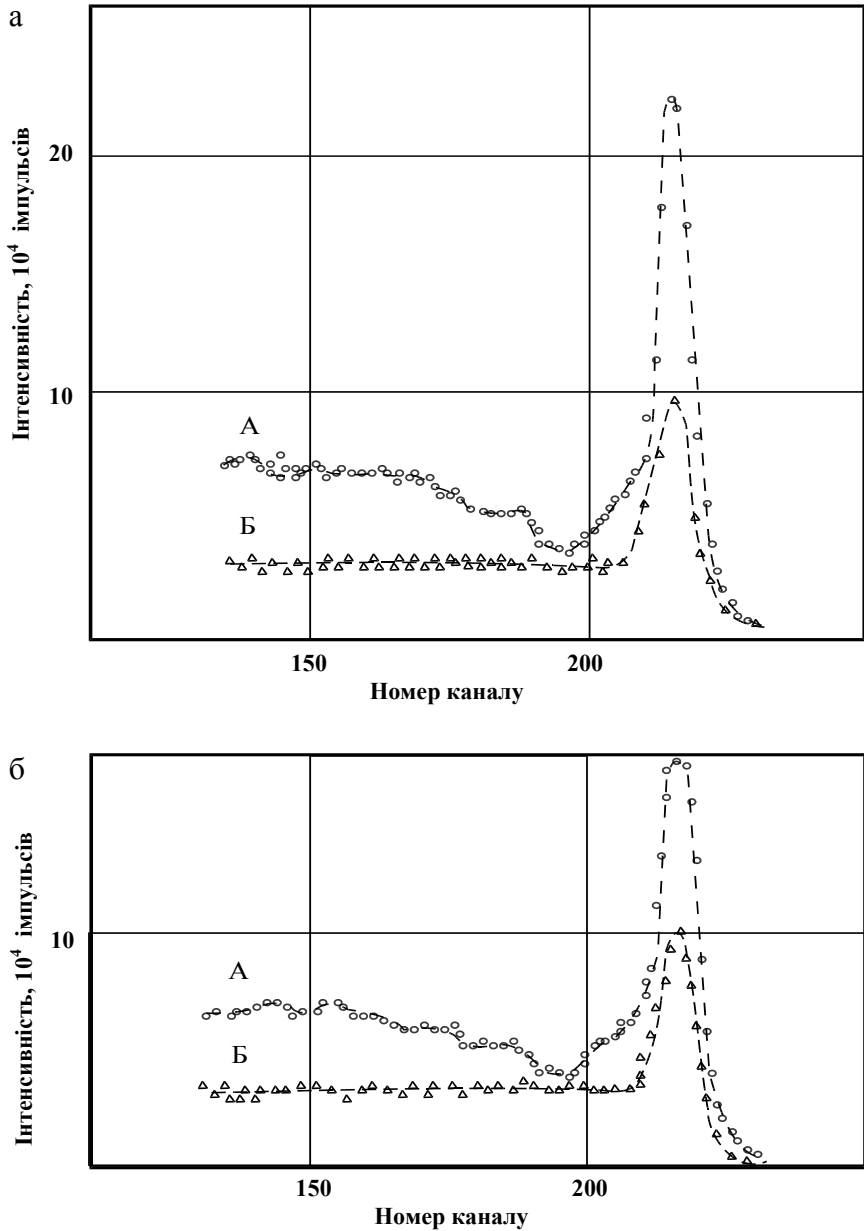 а
Інтенсивність, 10⁴ імпульсів
20
10
А
Б
150
200
Номер каналу
б
Інтенсивність, 10⁴ імпульсів
10
А
Б
150
200
Номер каналу